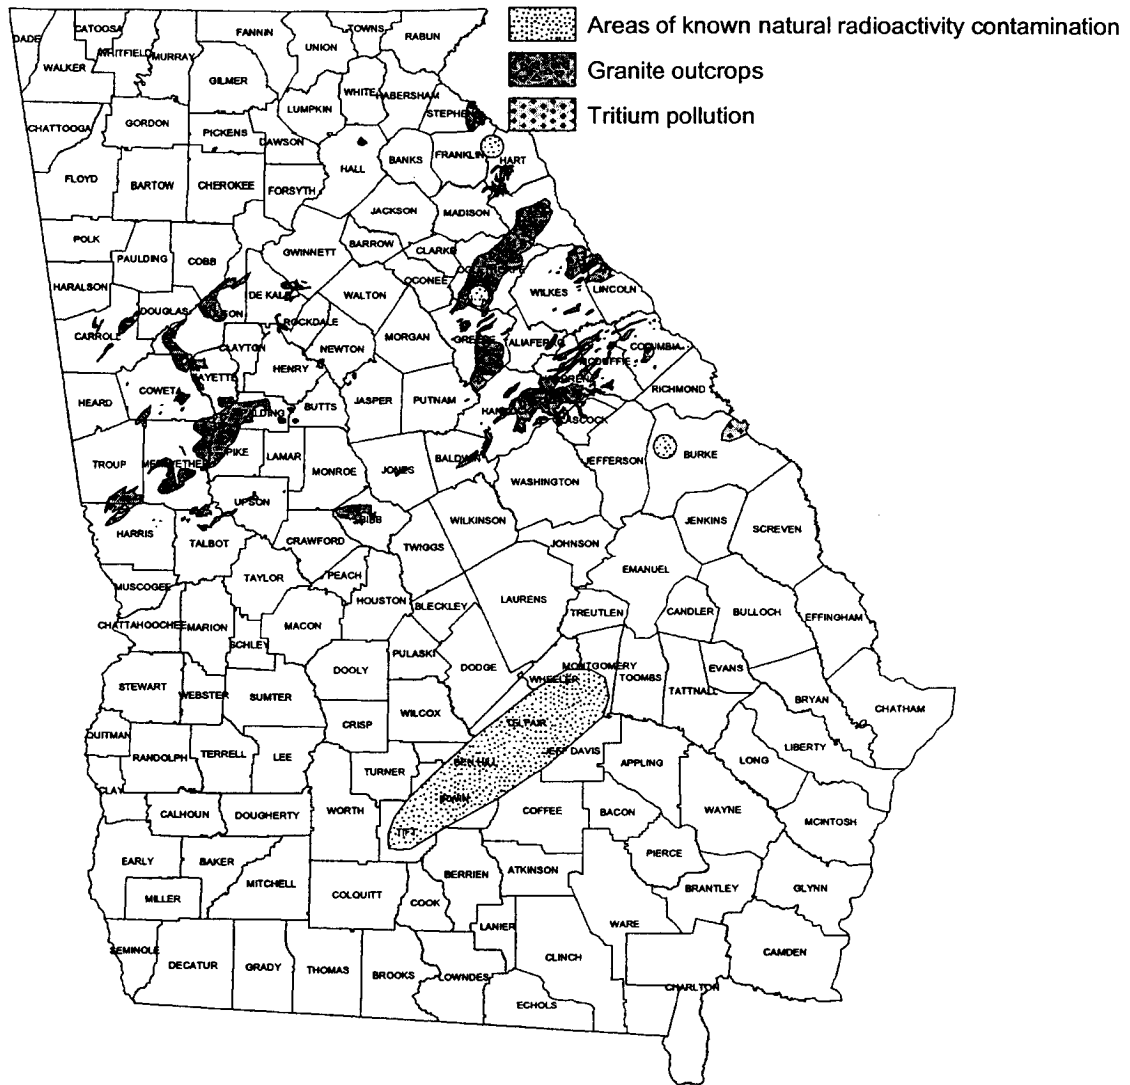 Areas of known natural radioactivity contamination
Granite outcrops
Tritium pollution
DADE
CATOOSA
WHITFIELD
MURRAY
FANNIN
UNION
TOWNS
RABUN
WALKER
GILMER
LUMPKIN
WHITE
HABERSHAM
STEPHE
CHATTOOGA
GORDON
PICKENS
DAWSON
HALL
BANKS
FRANKLIN
HART
FLOYD
BARTOW
CHEROKEE
FORSYTH
JACKSON
MADISON
POLK
PAULDING
COBB
GWINNETT
BARROW
CLARKE
OCONEE
HARALSON
DOUGLAS
DE KALB
WALTON
WILKES
LINCOLN
ROCKDALE
CARROLL
CLAYTON
NEWTON
MORGAN
GREENE
TALIAFERRO
COLUMBIA
MCDUFFIE
HENRY
FAYETTE
WARREN
RICHMOND
HEARD
COWETA
BUTTS
JASPER
PUTNAM
GLASCOCK
TROUP
MERIWETHER
PIKE
LAMAR
MONROE
JONES
BALDWIN
WASHINGTON
JEFFERSON
BURKE
UPSON
HARRIS
TALBOT
CRAWFORD
BIBB
TWIGGS
WILKINSON
JOHNSON
JENKINS
SCREVEN
EMANUEL
MUSCOGEE
TAYLOR
PEACH
HOUSTON
BLECKLEY
LAURENS
TREUTLEN
CANDLER
BULLOCH
EFFINGHAM
CHATTAHOOCHEE
MARION
SCHLEY
MACON
DOOLY
PULASKI
DODGE
WHEELER
MONTGOMERY
TOOMBS
TATTNALL
EVANS
BRYAN
CHATHAM
STEWART
WEBSTER
SUMTER
CRISP
WILCOX
TELFAIR
QUITMAN
RANDOLPH
TERRELL
LEE
TURNER
BEN HILL
JEFF DAVIS
APPLING
LONG
LIBERTY
CLAY
CALHOUN
DOUGHERTY
WORTH
IRWIN
TIFT
COFFEE
BACON
WAYNE
MCINTOSH
EARLY
BAKER
MITCHELL
MILLER
COLQUITT
COOK
BERRIEN
ATKINSON
PIERCE
BRANTLEY
GLYNN
WARE
LANIER
SEMINOLE
DECATUR
GRADY
THOMAS
BROOKS
LOWNDES
CLINCH
ECHOLS
CHARLTON
CAMDEN